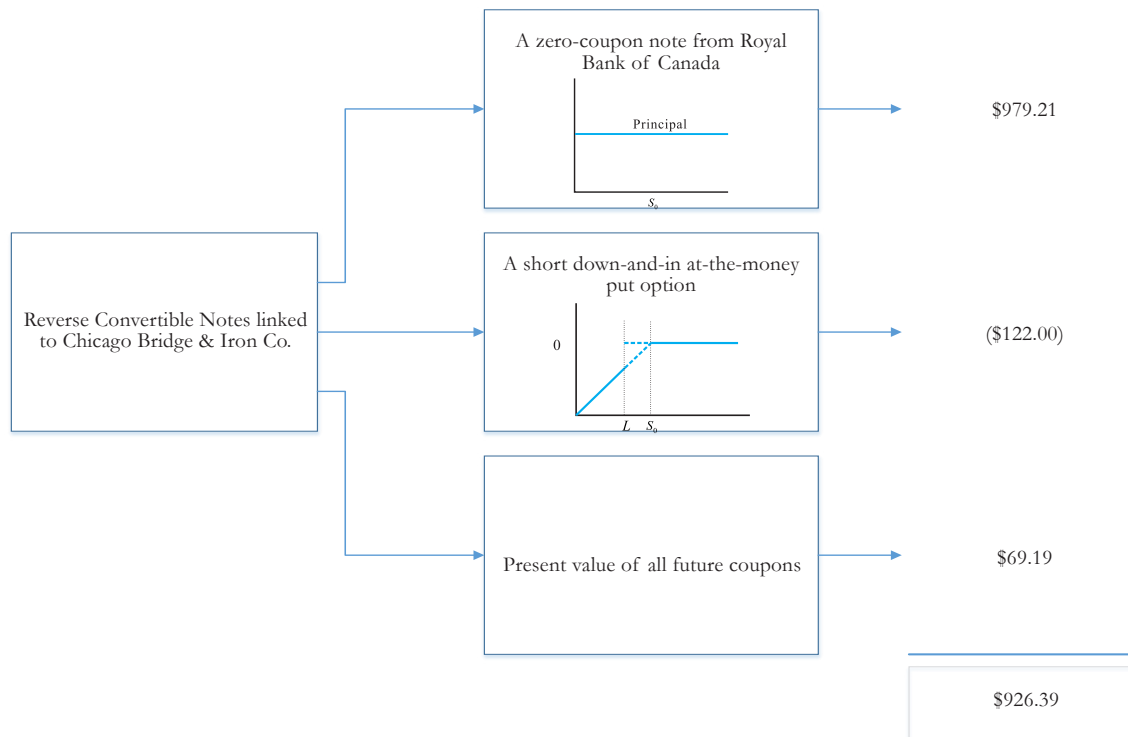 A zero-coupon note from Royal
Bank of Canada
Principal
S₀
$979.21
Reverse Convertible Notes linked
to Chicago Bridge & Iron Co.
A short down-and-in at-the-money
put option
0
L S₀
($122.00)
Present value of all future coupons
$69.19
$926.39